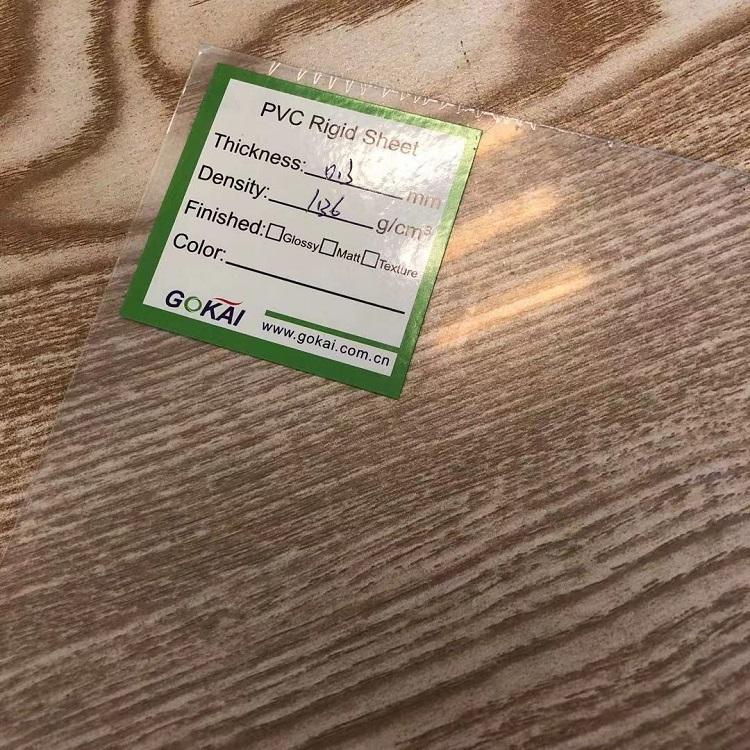 PVC Rigid Sheet
Thickness: 0.3 mm
Density: 1.36 g/cm³
Finished: □Glossy □Matt □Texture
Color:
GOKAI
www.gokai.com.cn